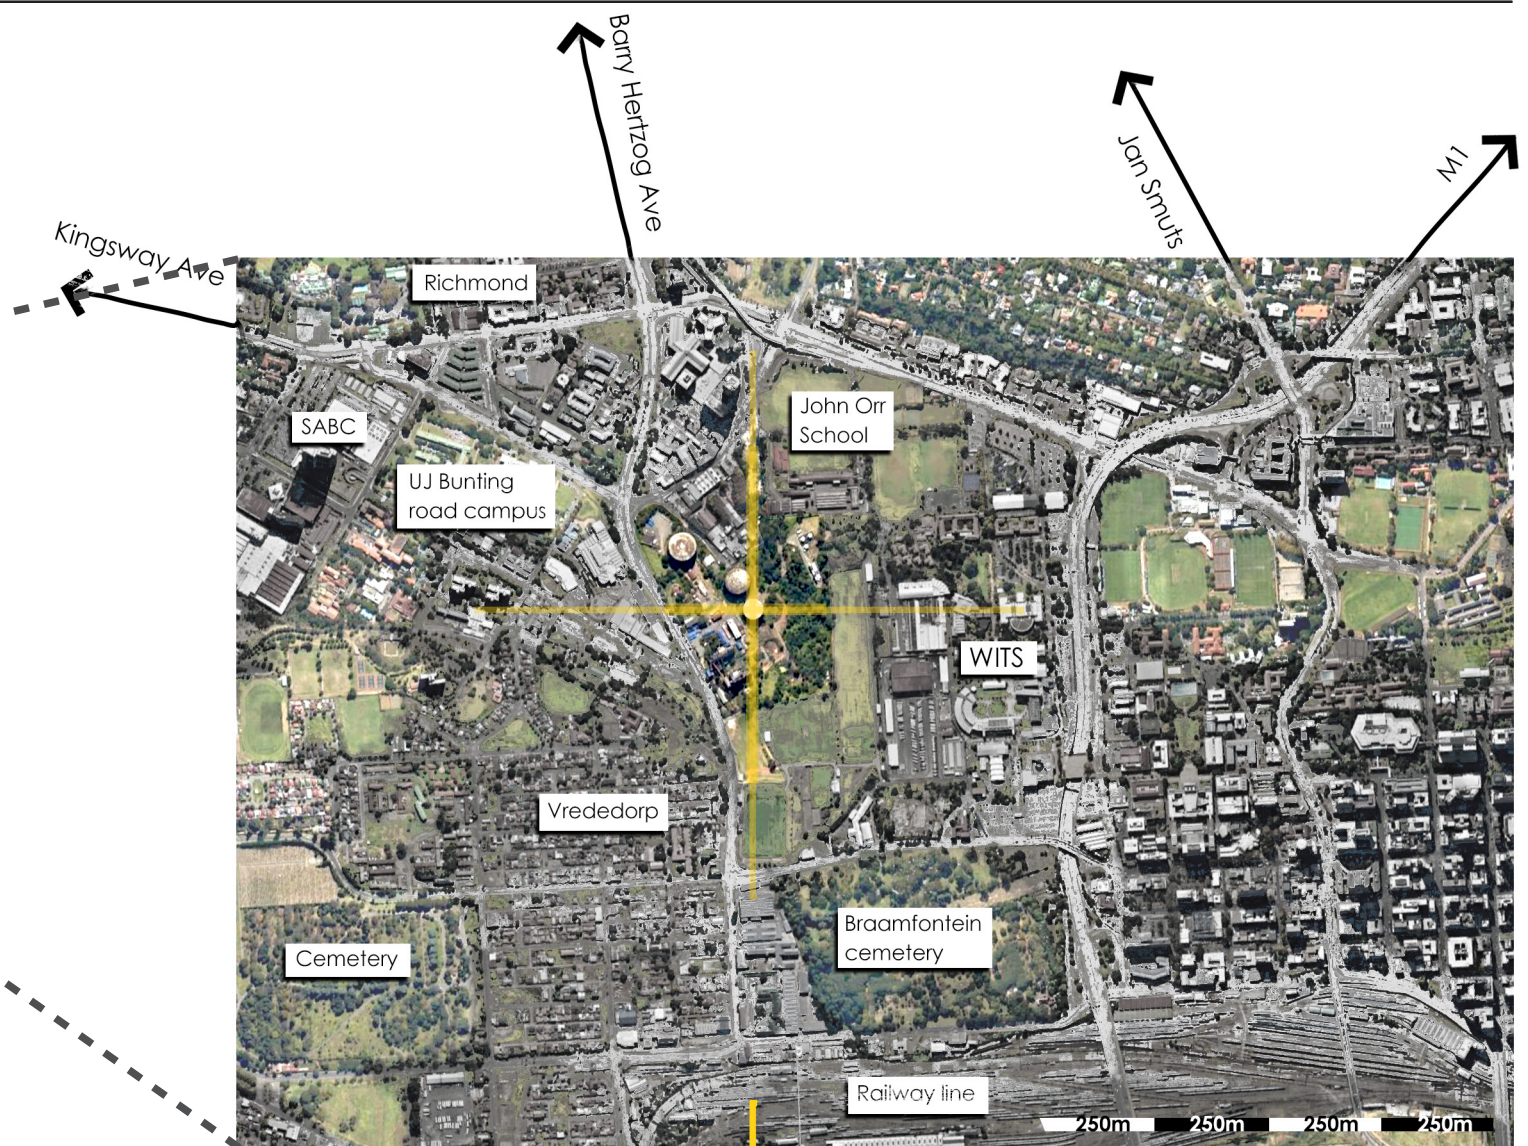 Barry Hertzog Ave
Jan Smuts
M1
Kingsway Ave
Richmond
John Orr
School
SABC
UJ Bunting
road campus
WITS
Vrededorp
Braamfontein
cemetery
Cemetery
Railway line
250m 250m 250m 250m